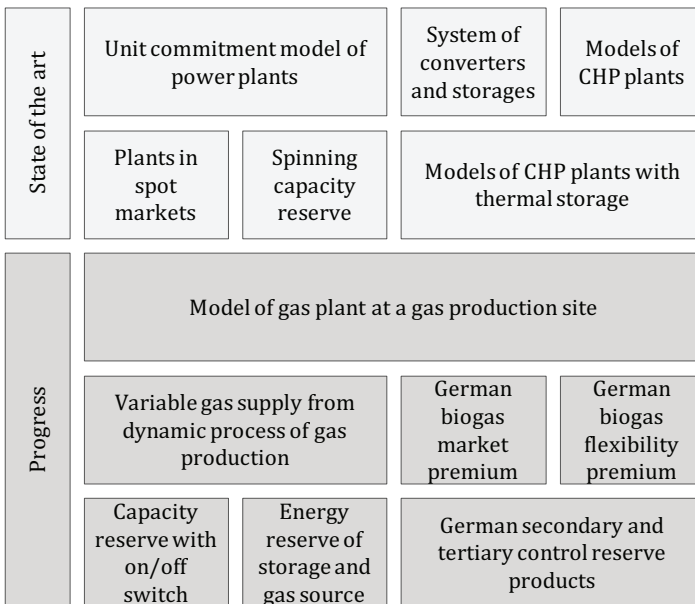 State of the art
Unit commitment model of
power plants
System of
converters
and storages
Models of
CHP plants
Plants in
spot
markets
Spinning
capacity
reserve
Models of CHP plants with
thermal storage
Progress
Model of gas plant at a gas production site
Variable gas supply from
dynamic process of gas
production
German
biogas
market
premium
German
biogas
flexibility
premium
Capacity
reserve with
on/off
switch
Energy
reserve of
storage and
gas source
German secondary and
tertiary control reserve
products